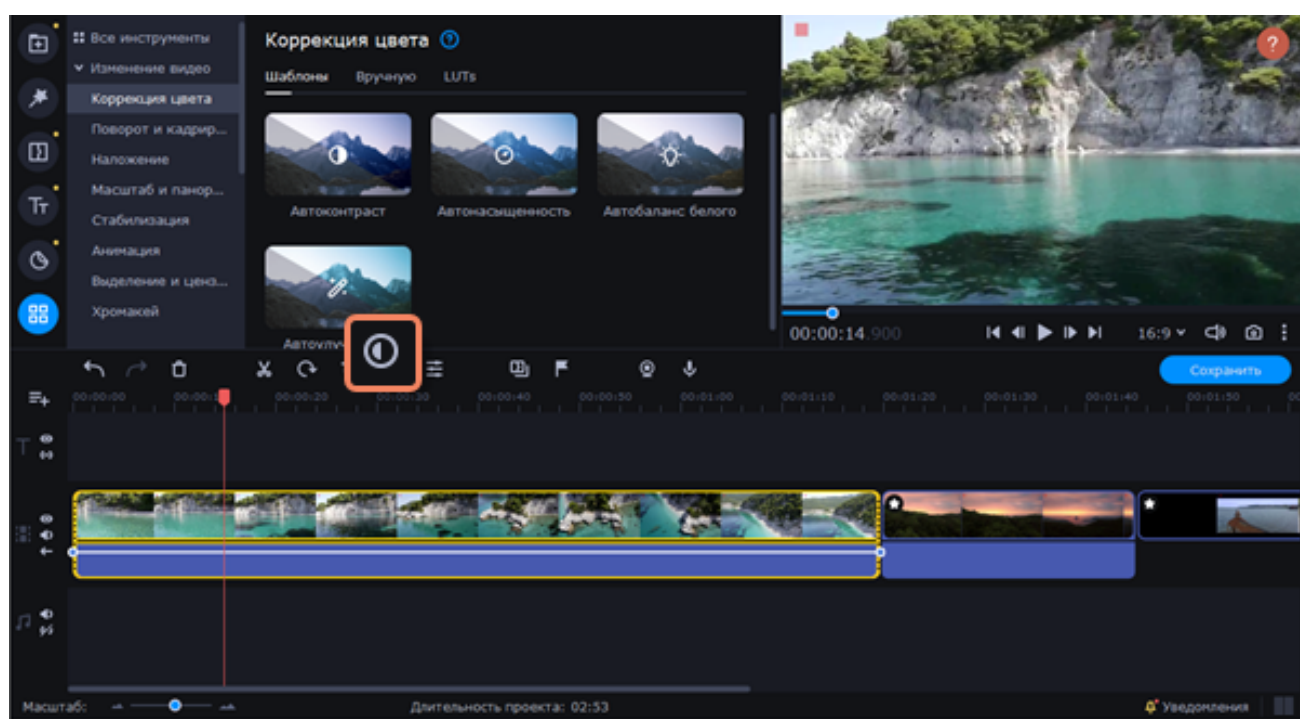 Все инструменты
Изменение видео
Коррекция цвета
Поворот и кадрир...
Наложение
Масштаб и панор...
Стабилизация
Анимация
Выделение и ценз...
Хромакей
Коррекция цвета ?
Шаблоны Вручную LUTs
Автоконтраст Автонасыщенность Автобаланс белого
?
00:00:14.900
16:9
Сохранить
00:00:00 00:00:20 00:00:30 00:00:40 00:00:50 00:01:00 00:01:10 00:01:20 00:01:30 00:01:40 00:01:50
Масштаб:
Длительность проекта: 02:53
Уведомления